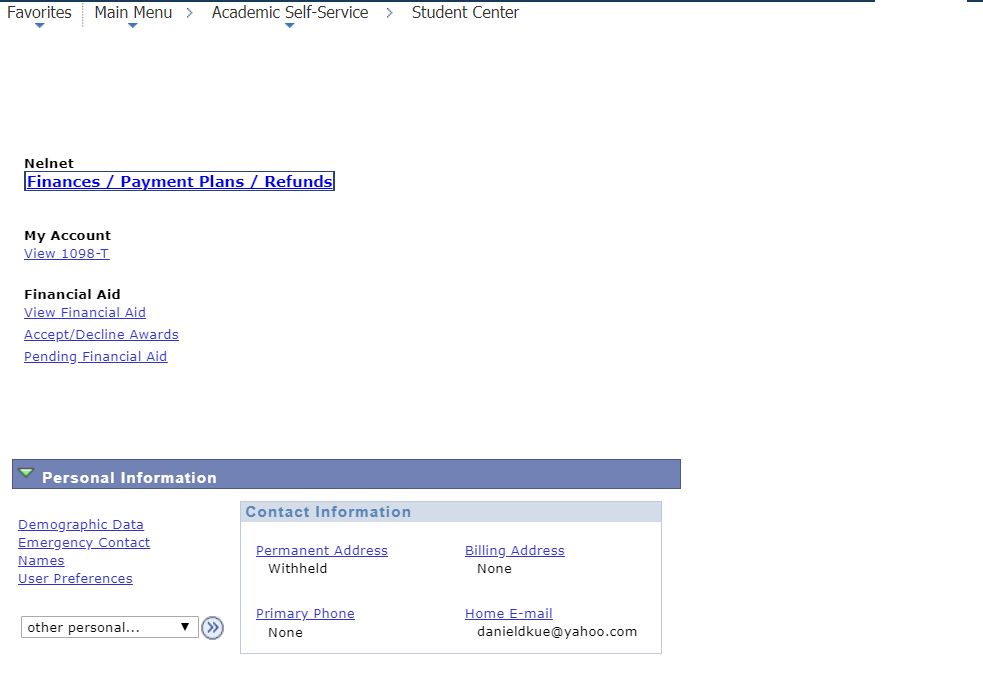 Favorites Main Menu > Academic Self-Service > Student Center
Nelnet
Finances / Payment Plans / Refunds
My Account
View 1098-T
Financial Aid
View Financial Aid
Accept/Decline Awards
Pending Financial Aid
Personal Information
Demographic Data
Emergency Contact
Names
User Preferences
other personal...
Contact Information
Permanent Address Billing Address
Withheld None
Primary Phone Home E-mail
None danieldkue@yahoo.com